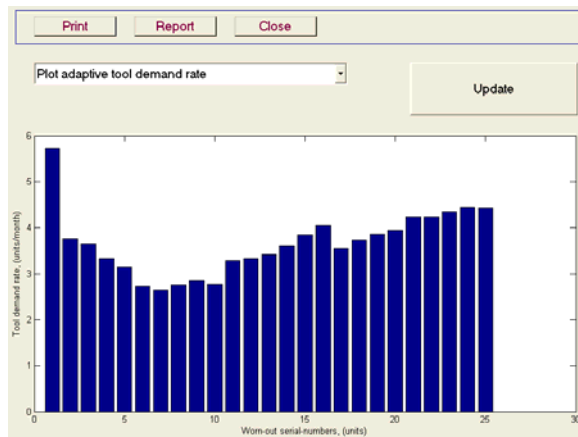 Print Report Close
Plot adaptive tool demand rate
Update
6
5
4
3
2
1
0
Tool demand rate, (units/month)
0 5 10 15 20 25 30
Worn-out serial-numbers, (units)